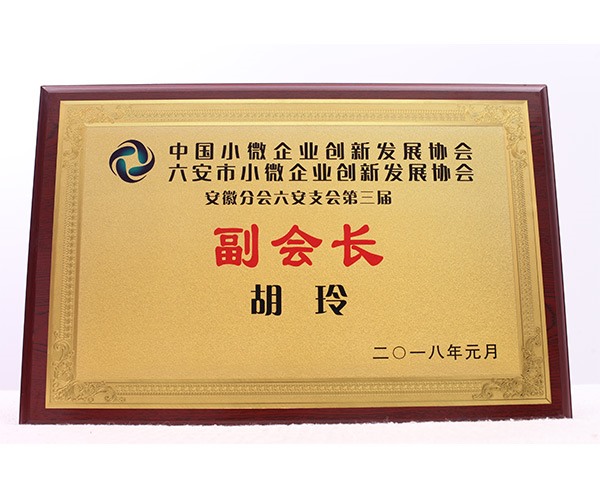 中国小微企业创新发展协会
六安市小微企业创新发展协会
安徽分会六安支会第三届
副会长
胡 玲
二〇一八年元月